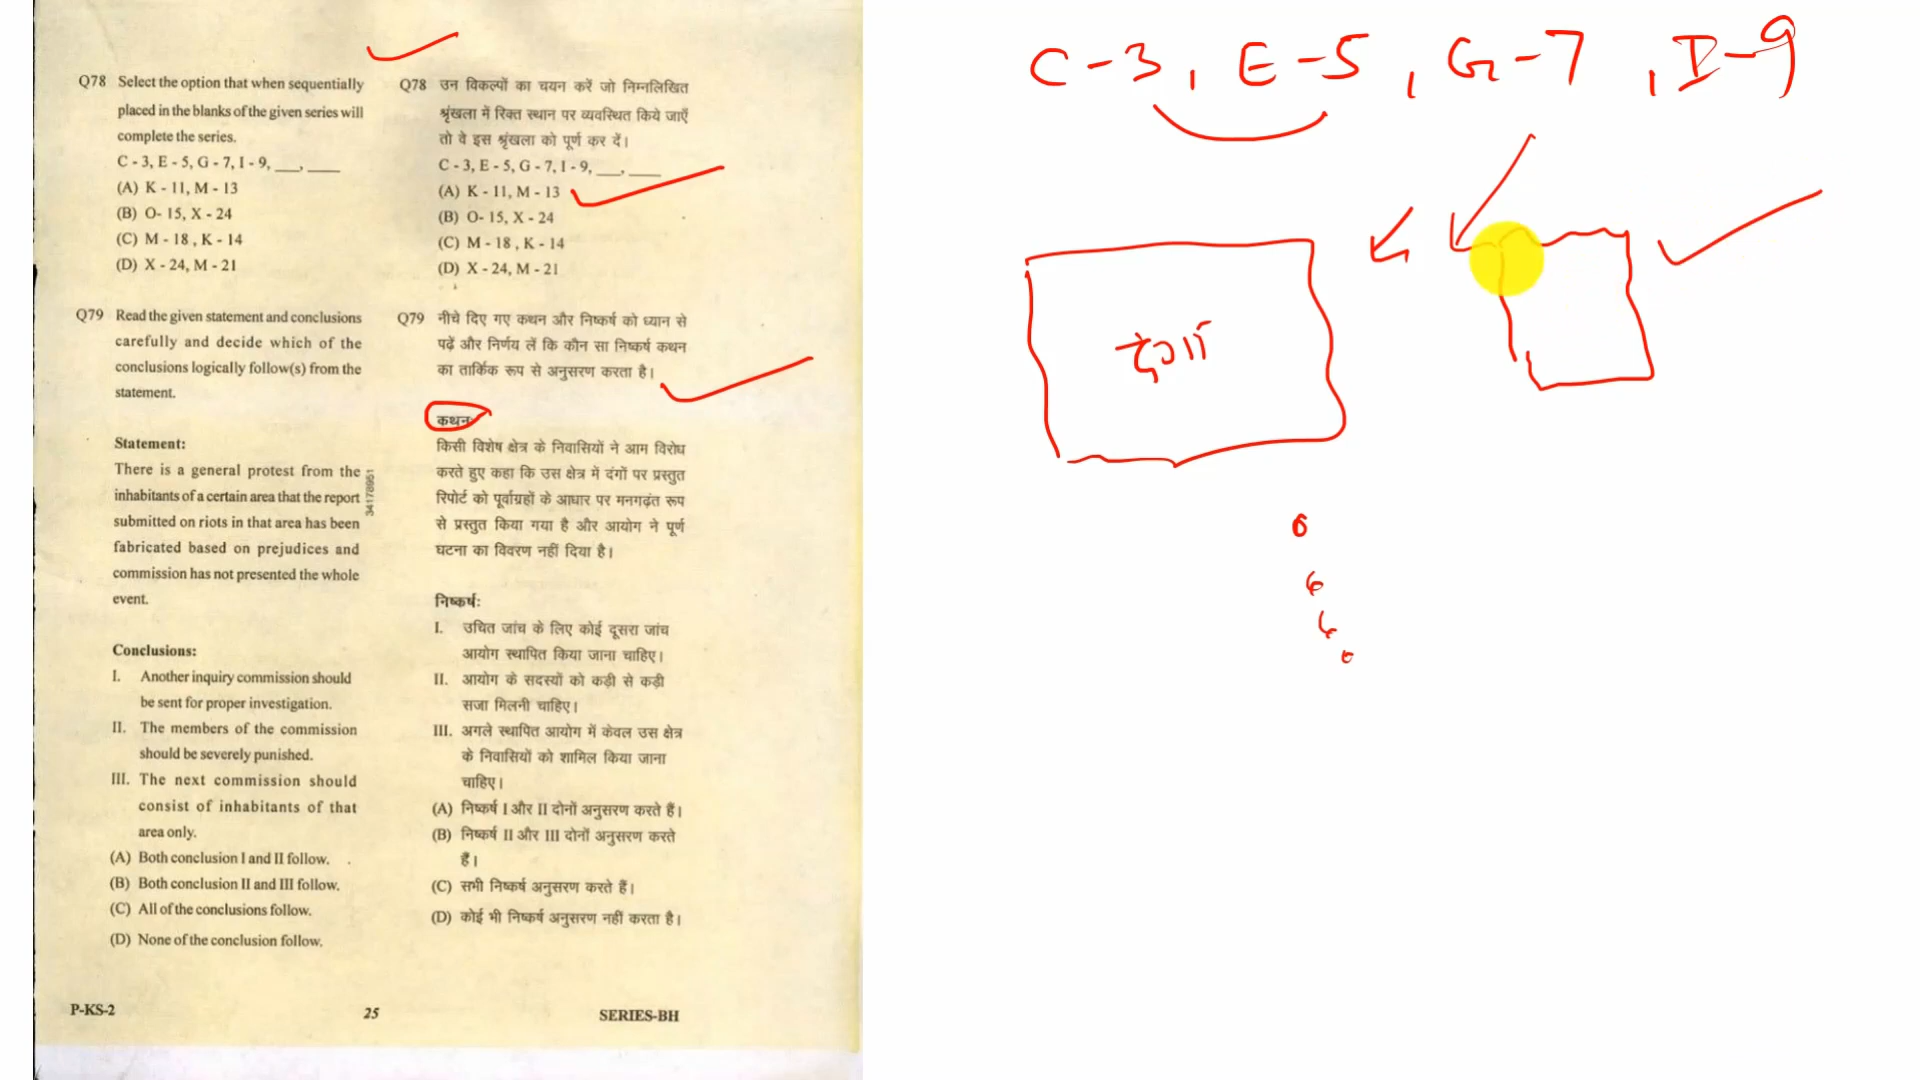 Q78 Select the option that when sequentially
placed in the blanks of the given series will
complete the series.
C - 3, E - 5, G - 7, I - 9, ___, ____
(A) K - 11, M - 13
(B) O- 15, X - 24
(C) M - 18 , K - 14
(D) X - 24, M - 21
Q79 Read the given statement and conclusions
carefully and decide which of the
conclusions logically follow(s) from the
statement.
Statement:
There is a general protest from the
inhabitants of a certain area that the report
submitted on riots in that area has been
fabricated based on prejudices and
commission has not presented the whole
event.
Conclusions:
I. Another inquiry commission should
be sent for proper investigation.
II. The members of the commission
should be severely punished.
III. The next commission should
consist of inhabitants of that
area only.
(A) Both conclusion I and II follow.
(B) Both conclusion II and III follow.
(C) All of the conclusions follow.
(D) None of the conclusion follow.
34178951
Q78 उन विकल्पों का चयन करें जो निम्नलिखित
श्रृंखला में रिक्त स्थान पर व्यवस्थित किये जाएँ
तो वे इस श्रृंखला को पूर्ण कर दें।
C - 3, E - 5, G - 7, I - 9, ___, ____
(A) K - 11, M - 13
(B) O- 15, X - 24
(C) M - 18 , K - 14
(D) X - 24, M - 21
Q79 नीचे दिए गए कथन और निष्कर्ष को ध्यान से
पढ़ें और निर्णय लें कि कौन सा निष्कर्ष कथन
का तार्किक रूप से अनुसरण करता है।
कथन:
किसी विशेष क्षेत्र के निवासियों ने आम विरोध
करते हुए कहा कि उस क्षेत्र में दंगों पर प्रस्तुत
रिपोर्ट को पूर्वाग्रहों के आधार पर मनगढ़ंत रूप
से प्रस्तुत किया गया है और आयोग ने पूर्ण
घटना का विवरण नहीं दिया है।
निष्कर्ष:
I. उचित जांच के लिए कोई दूसरा जांच
आयोग स्थापित किया जाना चाहिए।
II. आयोग के सदस्यों को कड़ी से कड़ी
सजा मिलनी चाहिए।
III. अगले स्थापित आयोग में केवल उस क्षेत्र
के निवासियों को शामिल किया जाना
चाहिए।
(A) निष्कर्ष I और II दोनों अनुसरण करते हैं।
(B) निष्कर्ष II और III दोनों अनुसरण करते
हैं।
(C) सभी निष्कर्ष अनुसरण करते हैं।
(D) कोई भी निष्कर्ष अनुसरण नहीं करता है।
P-KS-2 25 SERIES-BH
C-3, E-5, G-7, I-9